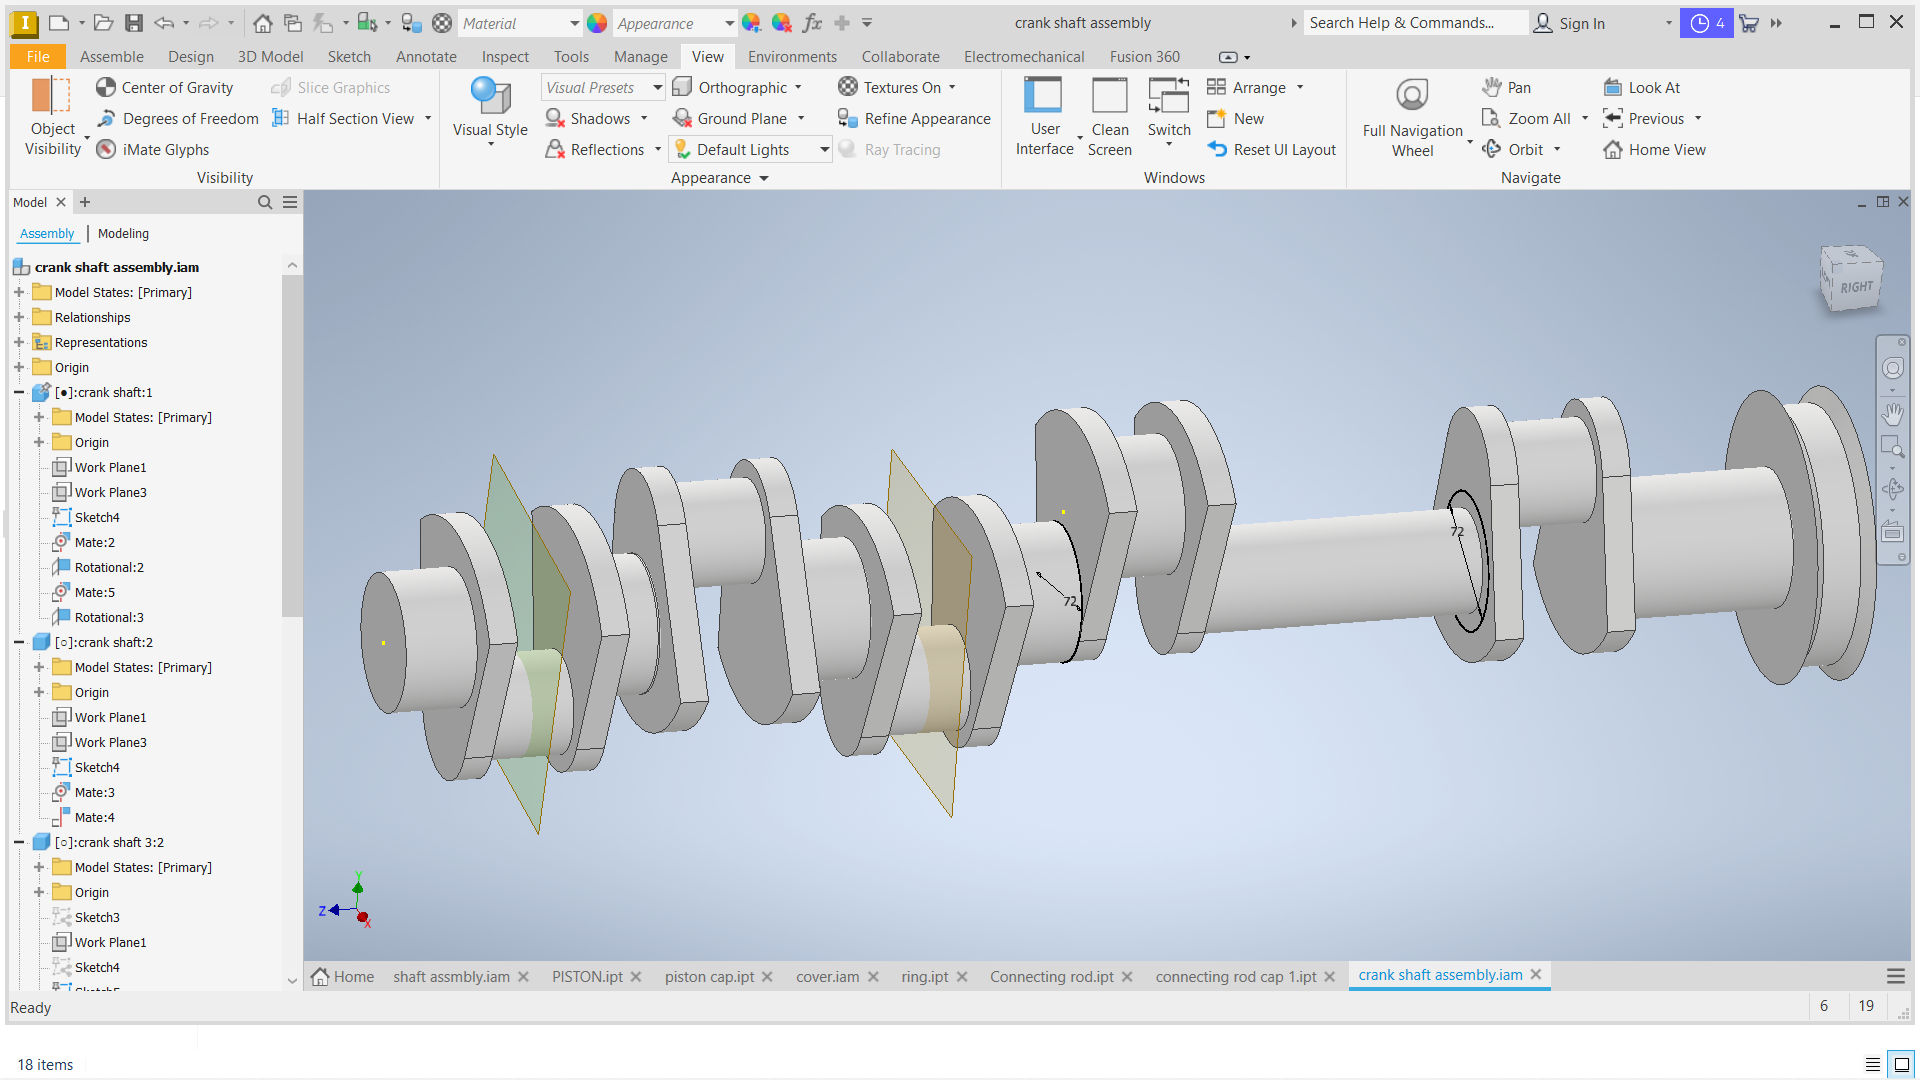 Material
Appearance
fx
crank shaft assembly
Search Help & Commands...
Sign In
4
File
Assemble
Design
3D Model
Sketch
Annotate
Inspect
Tools
Manage
View
Environments
Collaborate
Electromechanical
Fusion 360
Object Visibility
Center of Gravity
Degrees of Freedom
iMate Glyphs
Slice Graphics
Half Section View
Visibility
Visual Style
Visual Presets
Shadows
Reflections
Orthographic
Ground Plane
Default Lights
Textures On
Refine Appearance
Ray Tracing
Appearance
User Interface
Clean Screen
Switch
Arrange
New
Reset UI Layout
Windows
Full Navigation Wheel
Pan
Zoom All
Orbit
Look At
Previous
Home View
Navigate
Model
Assembly | Modeling
crank shaft assembly.iam
Model States: [Primary]
Relationships
Representations
Origin
[●]:crank shaft:1
Model States: [Primary]
Origin
Work Plane1
Work Plane3
Sketch4
Mate:2
Rotational:2
Mate:5
Rotational:3
[○]:crank shaft:2
Model States: [Primary]
Origin
Work Plane1
Work Plane3
Sketch4
Mate:3
Mate:4
[○]:crank shaft 3:2
Model States: [Primary]
Origin
Sketch3
Work Plane1
Sketch4
RIGHT
72
72
Y
Z
X
Home
shaft assmbly.iam
PISTON.ipt
piston cap.ipt
cover.iam
ring.ipt
Connecting rod.ipt
connecting rod cap 1.ipt
crank shaft assembly.iam
Ready
6
19
18 items